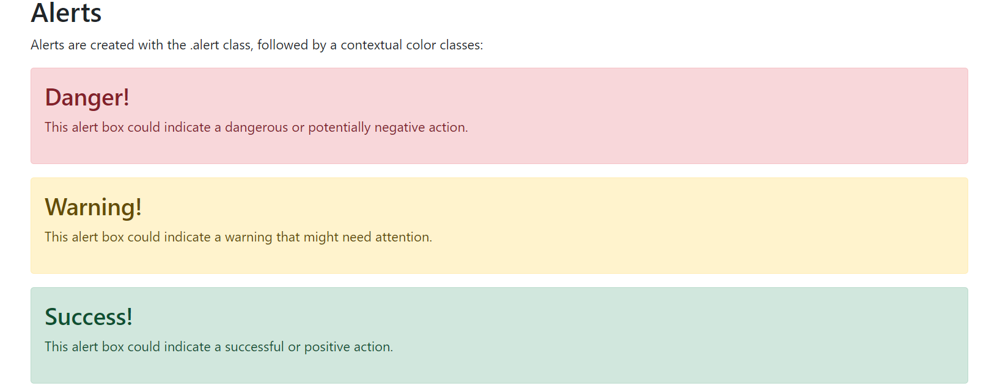 Alerts
Alerts are created with the .alert class, followed by a contextual color classes:
Danger!
This alert box could indicate a dangerous or potentially negative action.
Warning!
This alert box could indicate a warning that might need attention.
Success!
This alert box could indicate a successful or positive action.